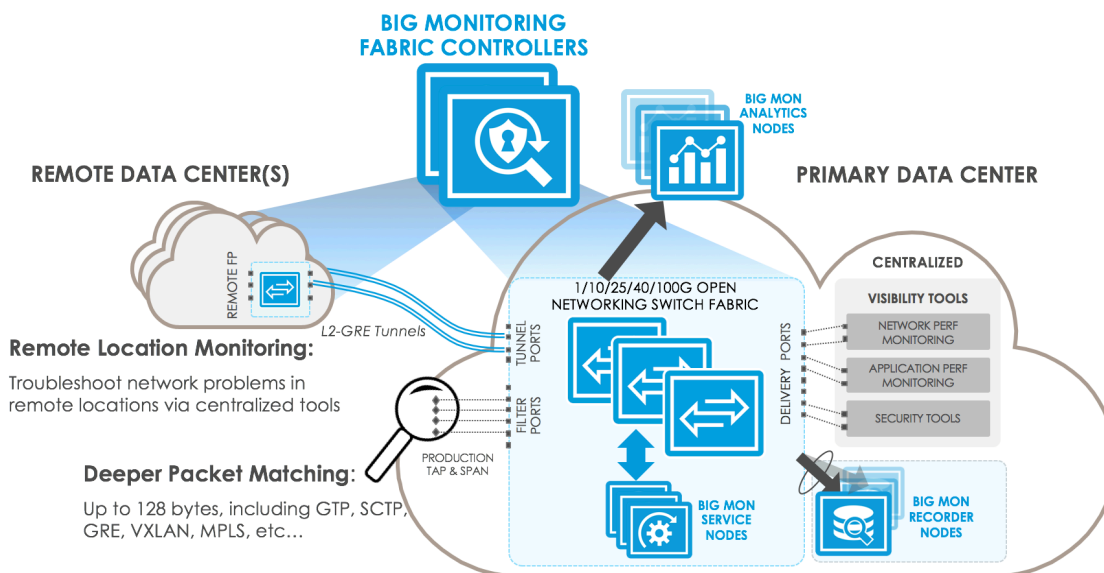 BIG MONITORING
FABRIC CONTROLLERS
BIG MON
ANALYTICS
NODES
REMOTE DATA CENTER(S)
PRIMARY DATA CENTER
REMOTE FP
L2-GRE Tunnels
1/10/25/40/100G OPEN
NETWORKING SWITCH FABRIC
TUNNEL
PORTS
FILTER
PORTS
DELIVERY PORTS
CENTRALIZED
VISIBILITY TOOLS
NETWORK PERF
MONITORING
APPLICATION PERF
MONITORING
SECURITY TOOLS
Remote Location Monitoring:
Troubleshoot network problems in
remote locations via centralized tools
PRODUCTION
TAP & SPAN
Deeper Packet Matching:
Up to 128 bytes, including GTP, SCTP,
GRE, VXLAN, MPLS, etc...
BIG MON
SERVICE
NODES
BIG MON
RECORDER
NODES